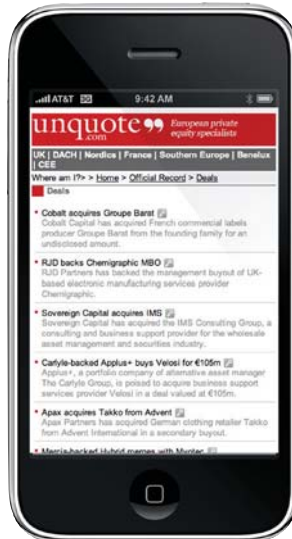 AT&T 3G 9:42 AM
unquote”
.com
European private
equity specialists
UK | DACH | Nordics | France | Southern Europe | Benelux
| CEE
Where am I?> > Home > Official Record > Deals
Deals
Cobalt acquires Groupe Barat
Cobalt Capital has acquired French commercial labels
producer Groupe Barat from the founding family for an
undisclosed amount.
RJD backs Chemigraphic MBO
RJD Partners has backed the management buyout of UK-
based electronic manufacturing services provider
Chemigraphic.
Sovereign Capital acquires IMS
Sovereign Capital has acquired the IMS Consulting Group, a
consulting and business support provider for the wholesale
asset management and securities industry.
Carlyle-backed Applus+ buys Velosi for €105m
Applus+, a portfolio company of alternative asset manager
The Carlyle Group, is poised to acquire business support
services provider Velosi in a deal valued at €105m.
Apax acquires Takko from Advent
Apax Partners has acquired German clothing retailer Takko
from Advent International in a secondary buyout.